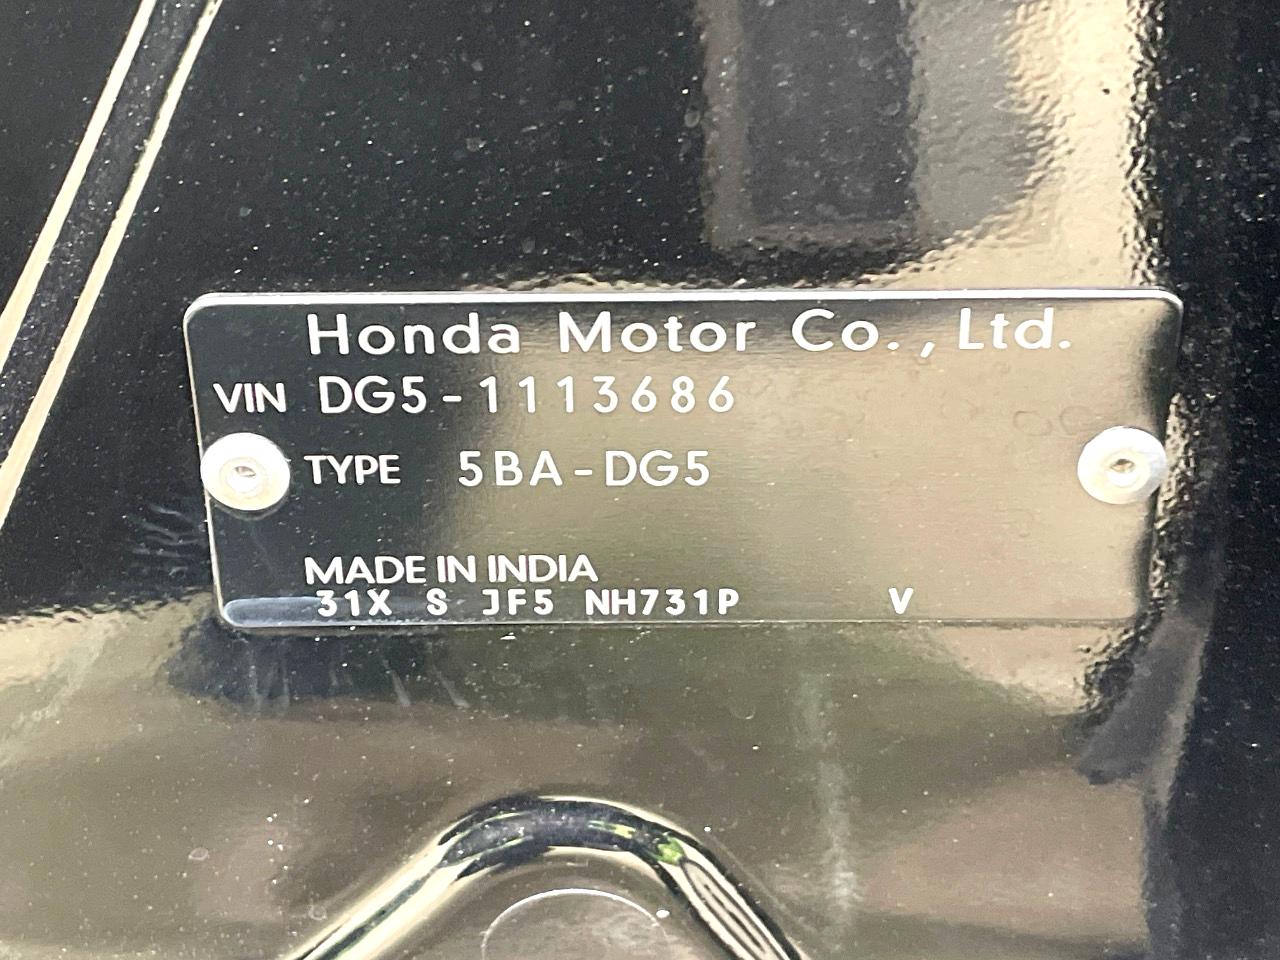 Honda Motor Co., Ltd.
VIN DG5-1113686
TYPE 5BA-DG5
MADE IN INDIA
31X S JF5 NH731P V